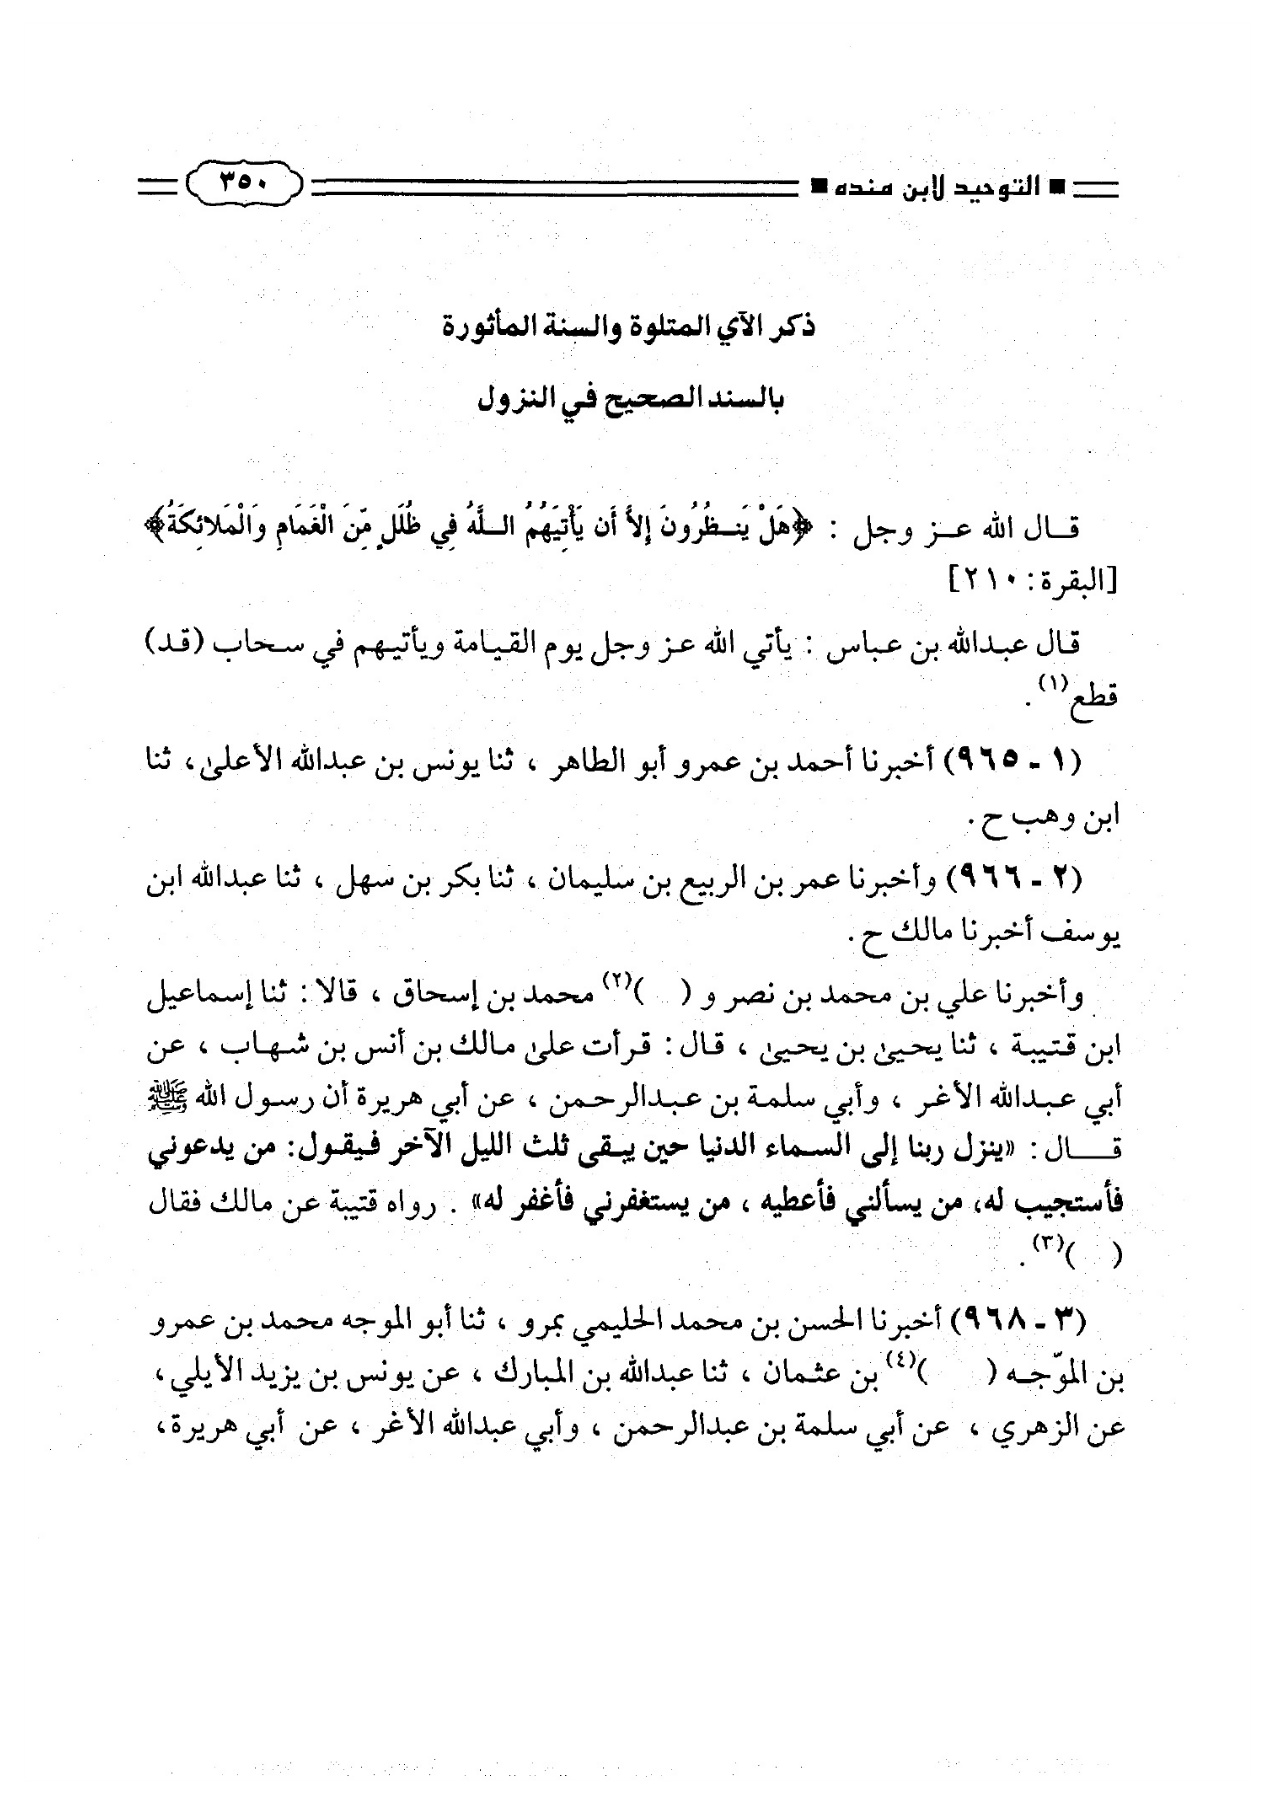 ■ التوحيد لابن منده ■ ٣٥٠
ذكر الآي المتلوة والسنة المأثورة
بالسند الصحيح في النزول
قال الله عز وجل : ﴿هَلْ يَنظُرُونَ إِلاَّ أَن يَأْتِيَهُمُ اللَّهُ فِي ظُلَلٍ مِّنَ الْغَمَامِ وَالْمَلائِكَةُ﴾
[البقرة: ٢١٠]
قال عبدالله بن عباس : يأتي الله عز وجل يوم القيامة ويأتيهم في سحاب (قد)
قطع(١) .
(١ - ٩٦٥) أخبرنا أحمد بن عمرو أبو الطاهر ، ثنا يونس بن عبدالله الأعلىٰ، ثنا
ابن وهب ح .
(٢ - ٩٦٦) وأخبرنا عمر بن الربيع بن سليمان ، ثنا بكر بن سهل ، ثنا عبدالله ابن
يوسف أخبرنا مالك ح .
وأخبرنا علي بن محمد بن نصر و ( )(٢) محمد بن إسحاق ، قالا : ثنا إسماعيل
ابن قتيبة ، ثنا يحيىٰ بن يحيىٰ ، قال : قرأت علىٰ مالك بن أنس بن شهاب ، عن
أبي عبدالله الأغر ، وأبي سلمة بن عبدالرحمن ، عن أبي هريرة أن رسول الله ﷺ
قال : «ينزل ربنا إلى السماء الدنيا حين يبقى ثلث الليل الآخر فيقول: من يدعوني
فأستجيب له، من يسألني فأعطيه ، من يستغفرني فأغفر له» . رواه قتيبة عن مالك فقال
( )(٣) .
(٣ - ٩٦٨) أخبرنا الحسن بن محمد الحليمي بمرو ، ثنا أبو الموجه محمد بن عمرو
بن الموّجه ( )(٤) بن عثمان ، ثنا عبدالله بن المبارك ، عن يونس بن يزيد الأيلي ،
عن الزهري ، عن أبي سلمة بن عبدالرحمن ، وأبي عبدالله الأغر ، عن أبي هريرة،